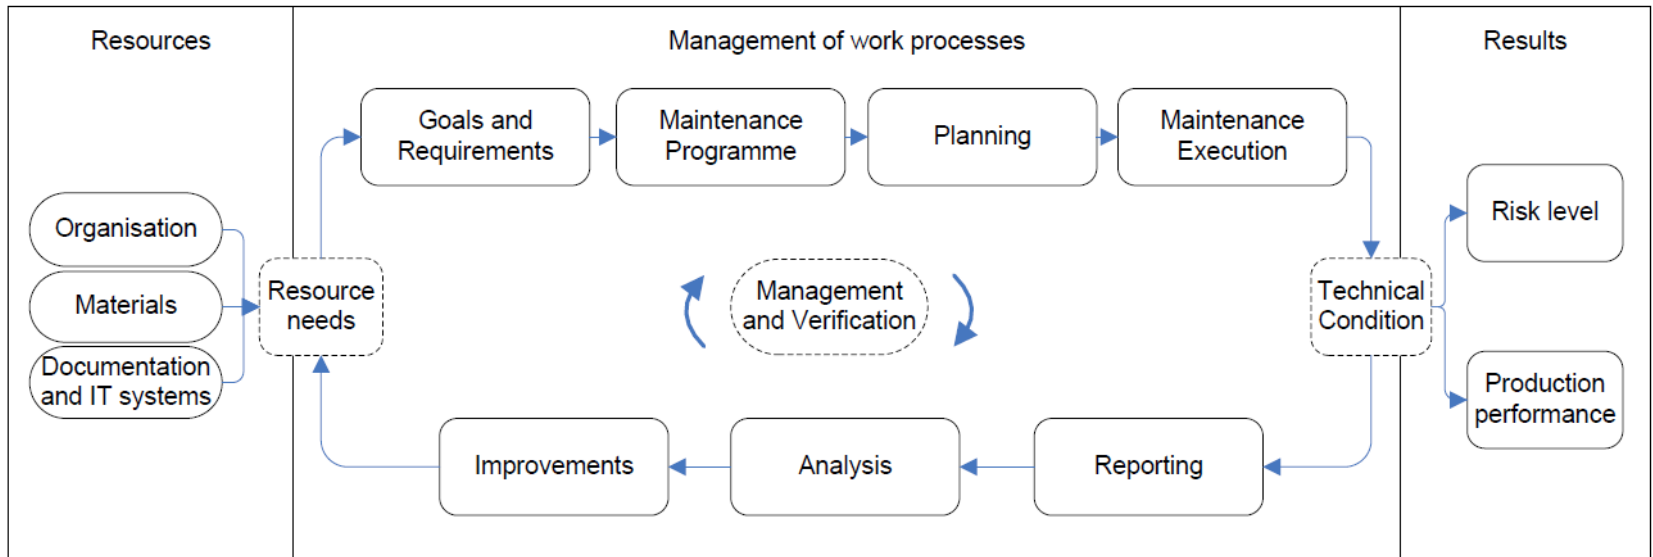 Resources
Management of work processes
Results
Goals and
Requirements
Maintenance
Programme
Planning
Maintenance
Execution
Organisation
Materials
Documentation
and IT systems
Resource
needs
Management
and Verification
Technical
Condition
Risk level
Production
performance
Improvements
Analysis
Reporting